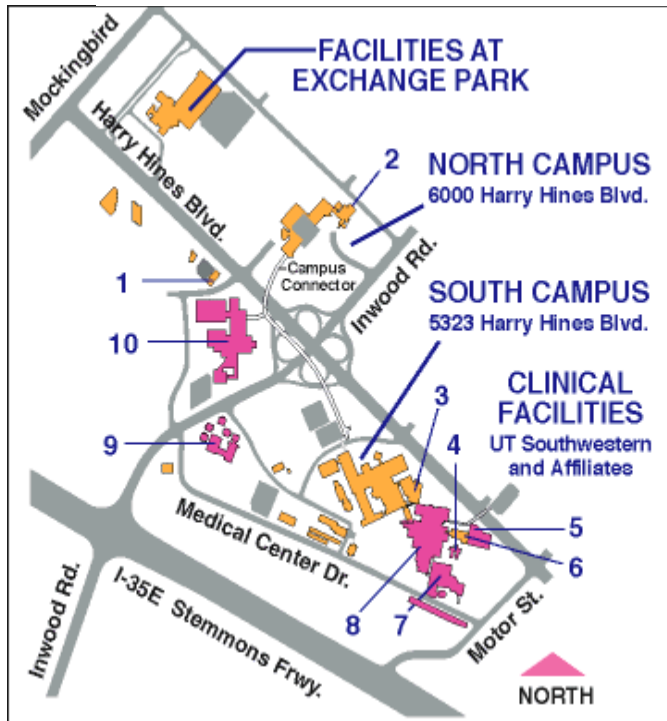 FACILITIES AT
EXCHANGE PARK
Mockingbird
Harry Hines Blvd.
2
NORTH CAMPUS
6000 Harry Hines Blvd.
1
Campus
Connector
Inwood Rd.
SOUTH CAMPUS
5323 Harry Hines Blvd.
10
CLINICAL
FACILITIES
UT Southwestern
and Affiliates
3
4
9
5
6
Medical Center Dr.
8
7
Motor St.
Inwood Rd.
I-35E Stemmons Frwy.
NORTH